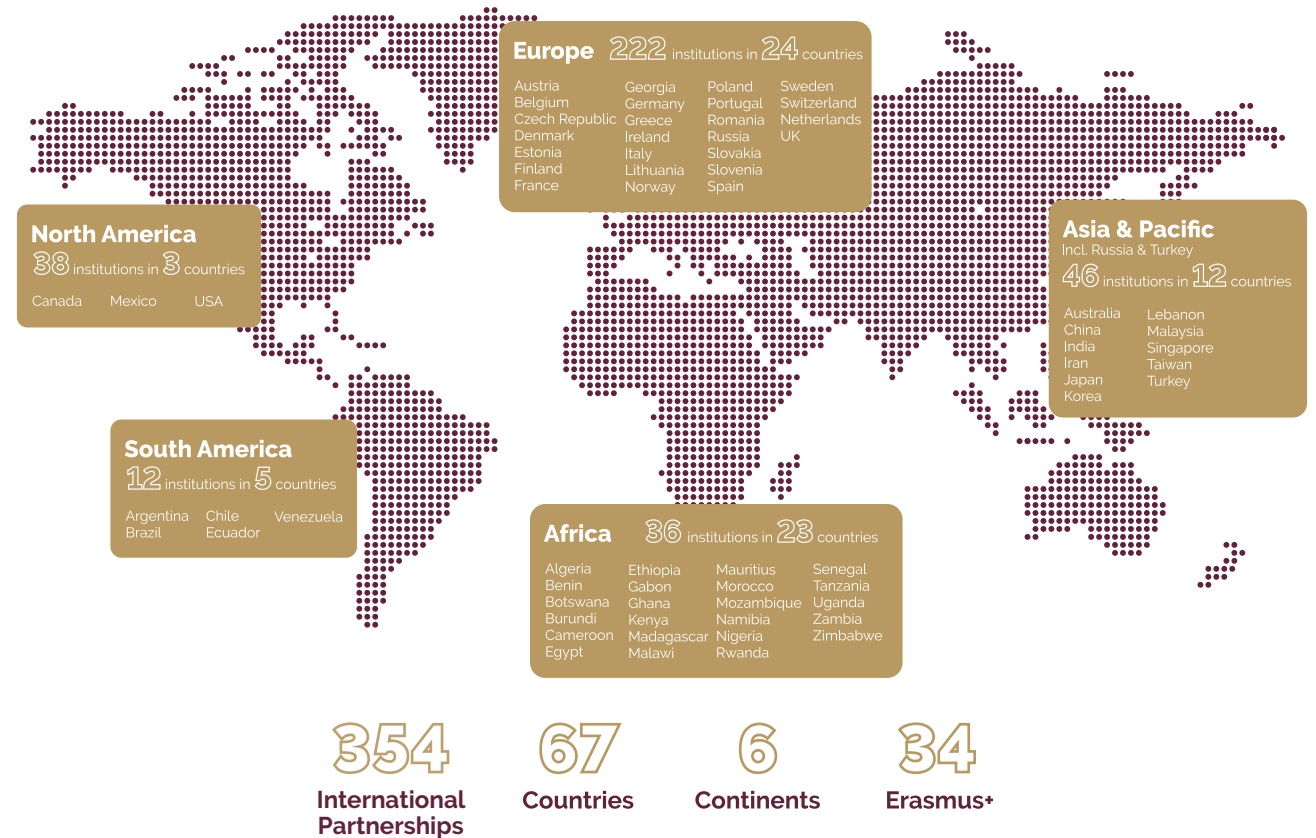 Europe 222 institutions in 24 countries
Austria
Belgium
Czech Republic
Denmark
Estonia
Finland
France
Georgia
Germany
Greece
Ireland
Italy
Lithuania
Norway
Poland
Portugal
Romania
Russia
Slovakia
Slovenia
Spain
Sweden
Switzerland
Netherlands
UK
North America
38 institutions in 3 countries
Canada Mexico USA
Asia & Pacific
Incl. Russia & Turkey
46 institutions in 12 countries
Australia
China
India
Iran
Japan
Korea
Lebanon
Malaysia
Singapore
Taiwan
Turkey
South America
12 institutions in 5 countries
Argentina
Brazil
Chile
Ecuador
Venezuela
Africa 36 institutions in 23 countries
Algeria
Benin
Botswana
Burundi
Cameroon
Egypt
Ethiopia
Gabon
Ghana
Kenya
Madagascar
Malawi
Mauritius
Morocco
Mozambique
Namibia
Nigeria
Rwanda
Senegal
Tanzania
Uganda
Zambia
Zimbabwe
354
International
Partnerships
67
Countries
6
Continents
34
Erasmus+